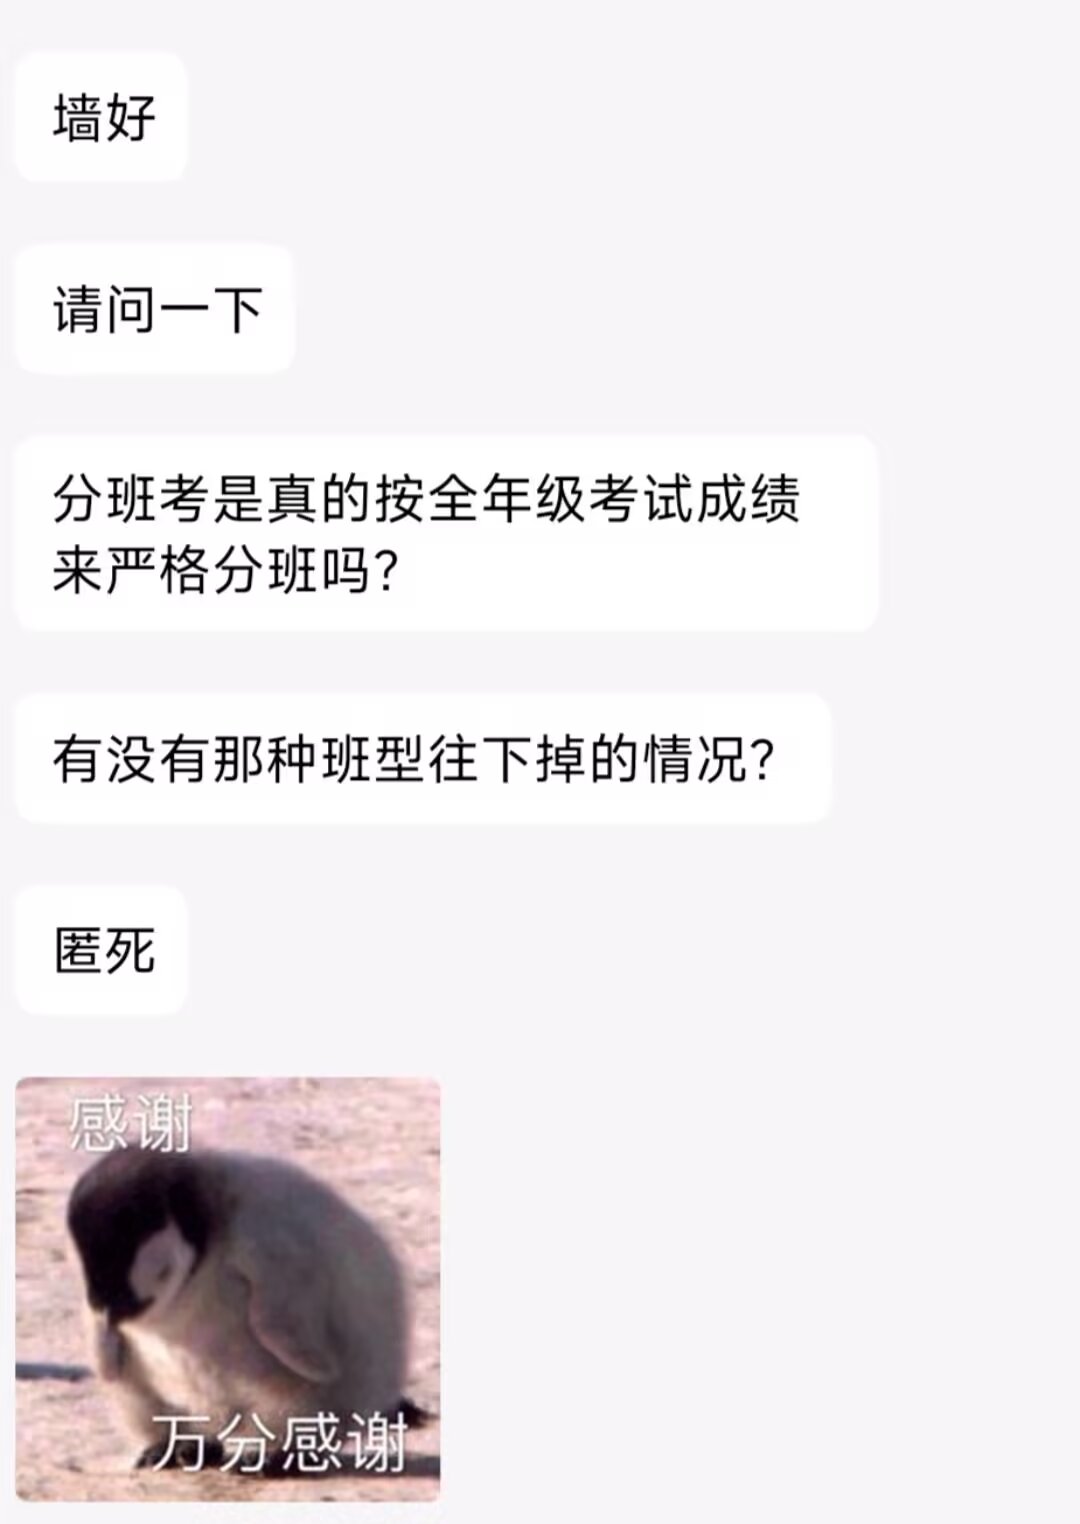 墙好
请问一下
分班考是真的按全年级考试成绩
来严格分班吗？
有没有那种班型往下掉的情况？
匿死
感谢
万分感谢